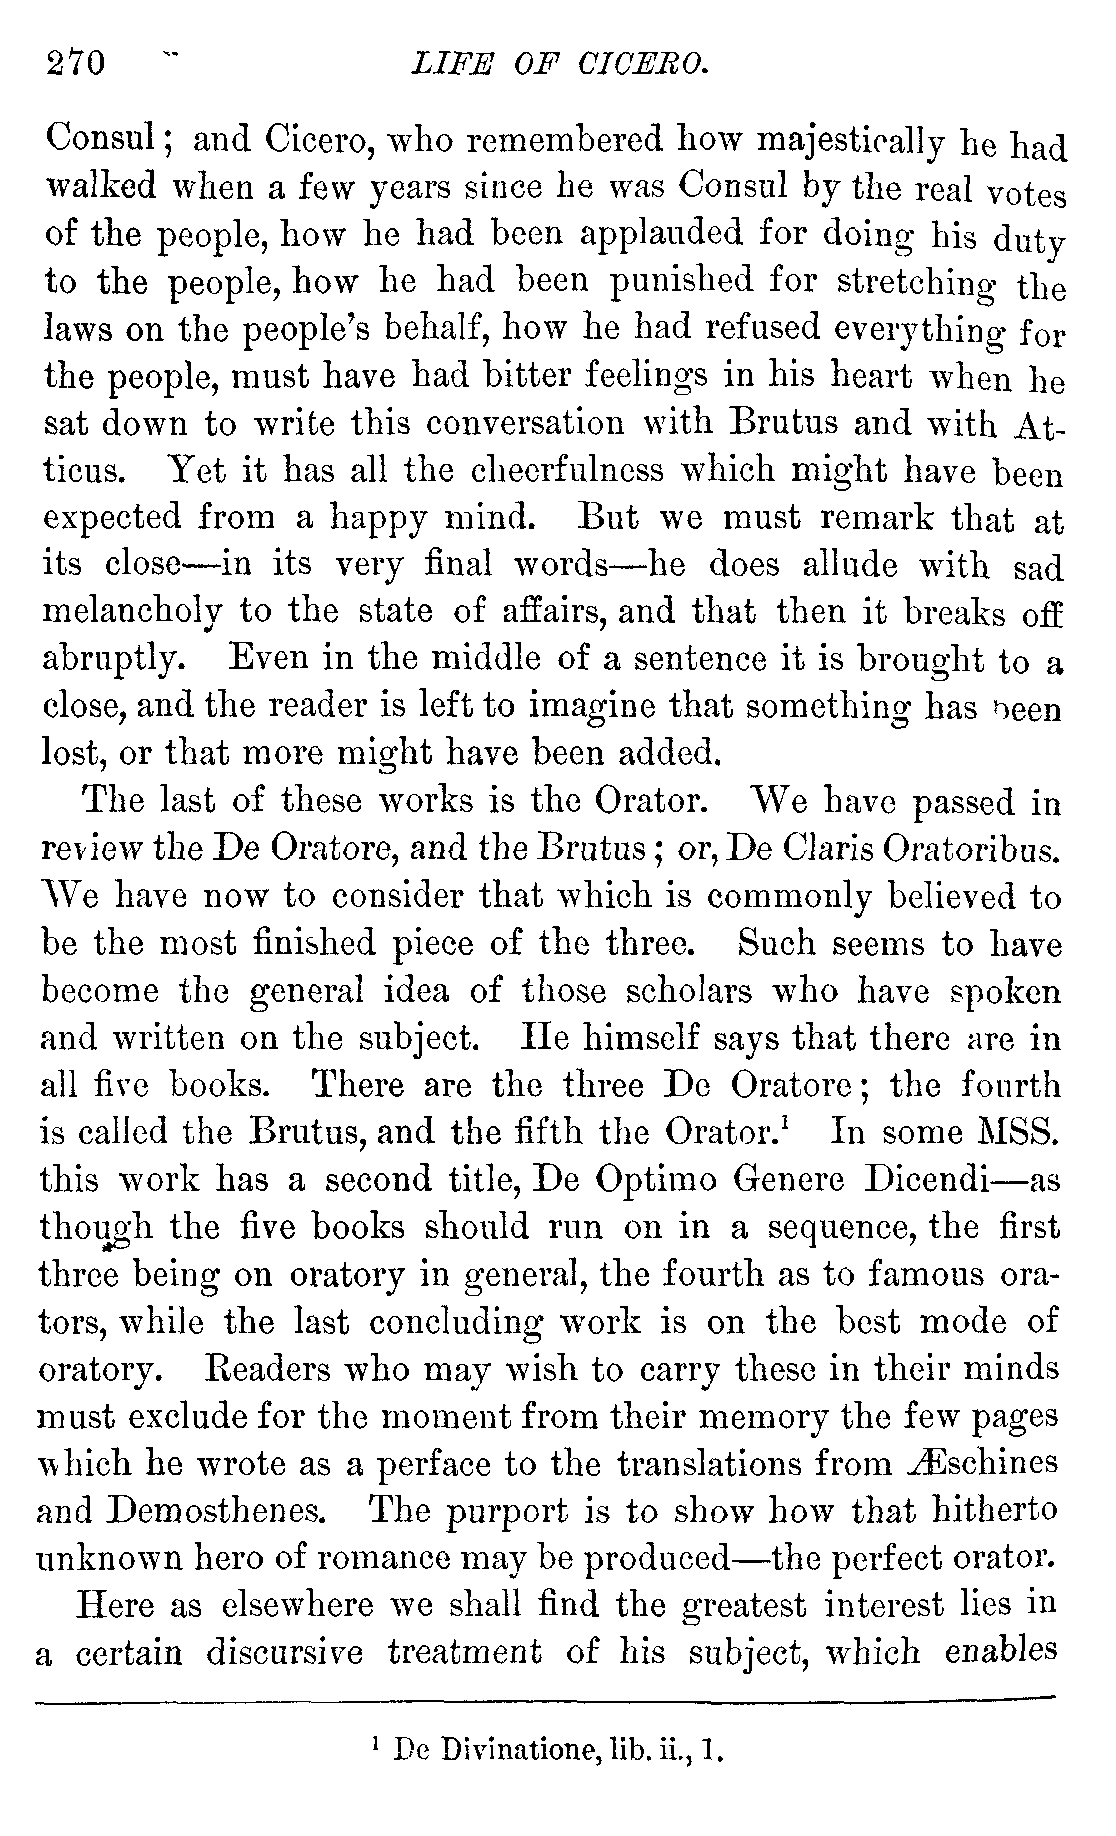 270 LIFE OF CICERO.
Consul; and Cicero, who remembered how majestically he had
walked when a few years since he was Consul by the real votes
of the people, how he had been applauded for doing his duty
to the people, how he had been punished for stretching the
laws on the people's behalf, how he had refused everything for
the people, must have had bitter feelings in his heart when he
sat down to write this conversation with Brutus and with At-
ticus. Yet it has all the cheerfulness which might have been
expected from a happy mind. But we must remark that at
its close—in its very final words—he does allude with sad
melancholy to the state of affairs, and that then it breaks off
abruptly. Even in the middle of a sentence it is brought to a
close, and the reader is left to imagine that something has been
lost, or that more might have been added.
The last of these works is the Orator. We have passed in
review the De Oratore, and the Brutus; or, De Claris Oratoribus.
We have now to consider that which is commonly believed to
be the most finished piece of the three. Such seems to have
become the general idea of those scholars who have spoken
and written on the subject. He himself says that there are in
all five books. There are the three De Oratore; the fourth
is called the Brutus, and the fifth the Orator.¹ In some MSS.
this work has a second title, De Optimo Genere Dicendi—as
though the five books should run on in a sequence, the first
three being on oratory in general, the fourth as to famous ora-
tors, while the last concluding work is on the best mode of
oratory. Readers who may wish to carry these in their minds
must exclude for the moment from their memory the few pages
which he wrote as a perface to the translations from Æschines
and Demosthenes. The purport is to show how that hitherto
unknown hero of romance may be produced—the perfect orator.
Here as elsewhere we shall find the greatest interest lies in
a certain discursive treatment of his subject, which enables
¹ De Divinatione, lib. ii., 1.